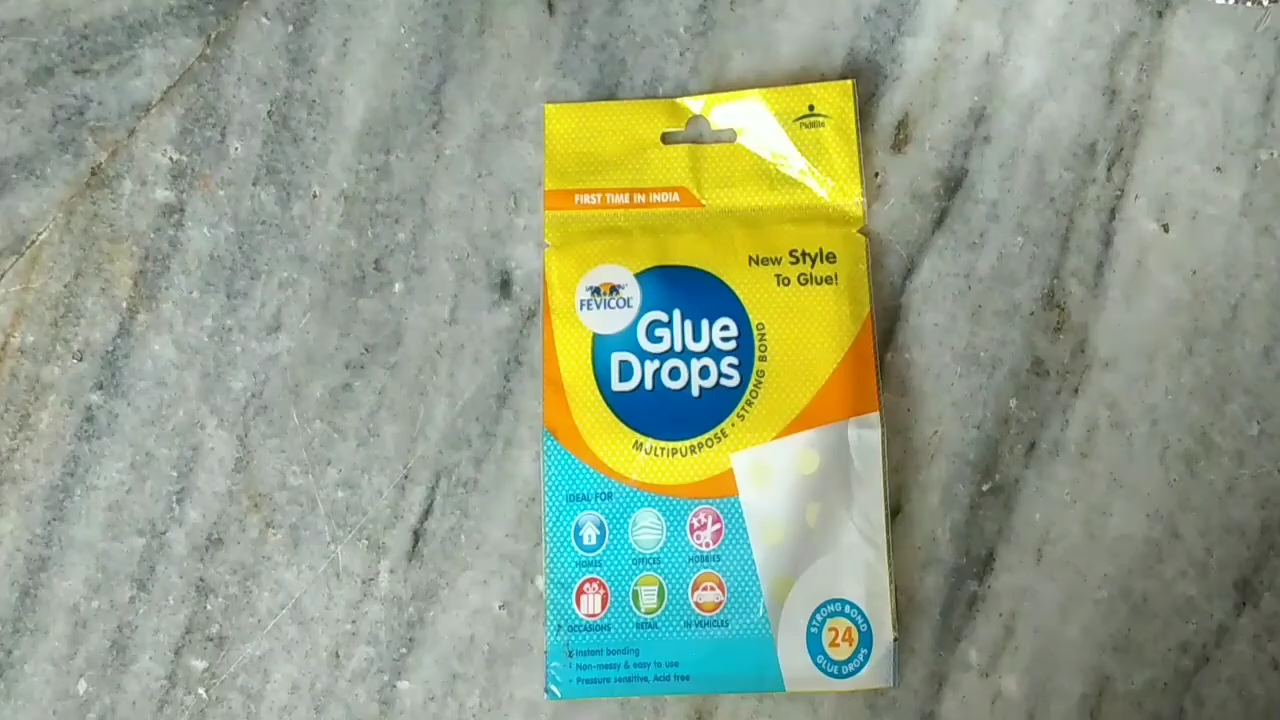 Pidilite
FIRST TIME IN INDIA
New Style
To Glue!
FEVICOL
Glue
Drops
MULTIPURPOSE • STRONG BOND
IDEAL FOR
HOMES
OFFICES
HOBBIES
OCCASIONS
RETAIL
IN VEHICLES
• Instant bonding
• Non-messy & easy to use
• Pressure sensitive, Acid free
STRONG BOND
24
GLUE DROPS